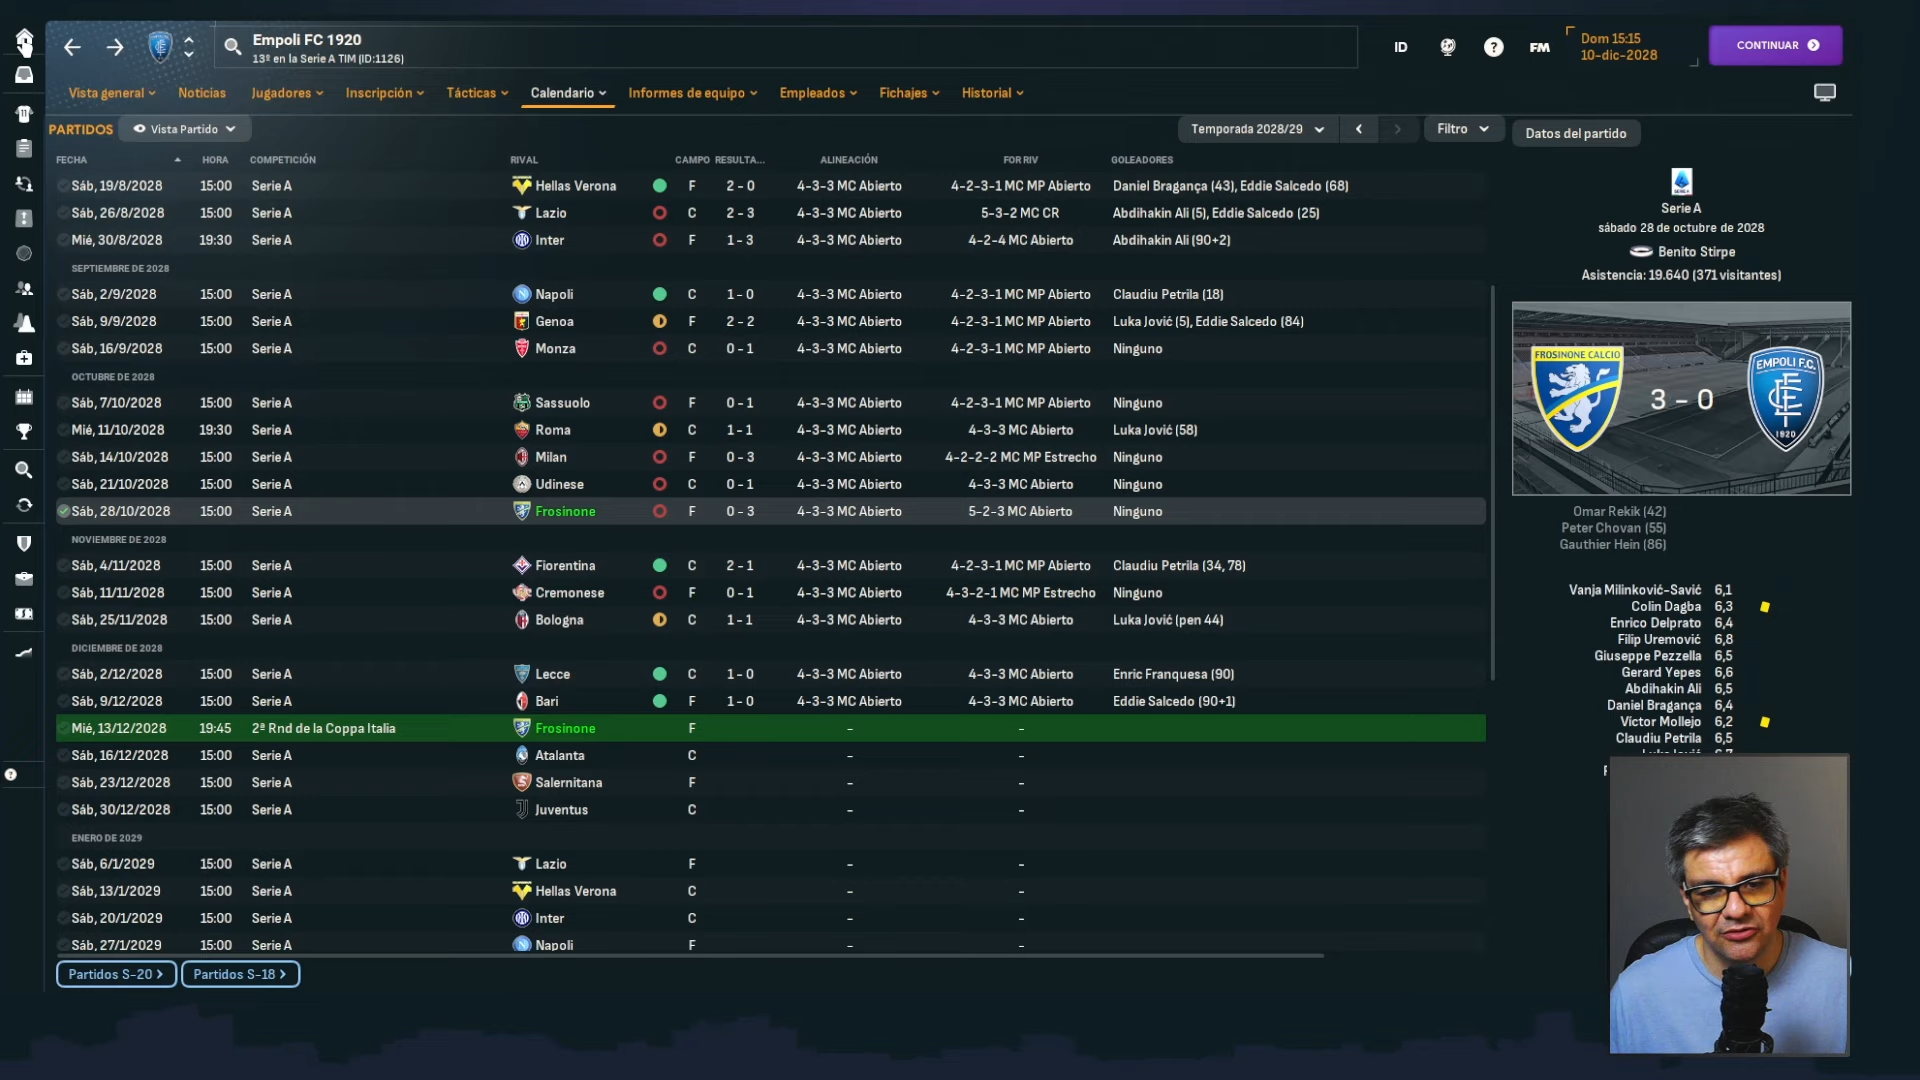 Empoli FC 1920
13º en la Serie A TIM (ID:1126)
ID
?
FM
Dom 15:15
10-dic-2028
CONTINUAR
Vista general
Noticias
Jugadores
Inscripción
Tácticas
Calendario
Informes de equipo
Empleados
Fichajes
Historial
PARTIDOS
Vista Partido
Temporada 2028/29
Filtro
Datos del partido
FECHA HORA COMPETICIÓN RIVAL CAMPO RESULTA... ALINEACIÓN FOR RIV GOLEADORES
Sáb, 19/8/2028 15:00 Serie A Hellas Verona F 2 - 0 4-3-3 MC Abierto 4-2-3-1 MC MP Abierto Daniel Bragança (43), Eddie Salcedo (68)
Sáb, 26/8/2028 15:00 Serie A Lazio C 2 - 3 4-3-3 MC Abierto 5-3-2 MC CR Abdihakin Ali (5), Eddie Salcedo (25)
Mié, 30/8/2028 19:30 Serie A Inter F 1 - 3 4-3-3 MC Abierto 4-2-4 MC Abierto Abdihakin Ali (90+2)
SEPTIEMBRE DE 2028
Sáb, 2/9/2028 15:00 Serie A Napoli C 1 - 0 4-3-3 MC Abierto 4-2-3-1 MC MP Abierto Claudiu Petrila (18)
Sáb, 9/9/2028 15:00 Serie A Genoa F 2 - 2 4-3-3 MC Abierto 4-2-3-1 MC MP Abierto Luka Jović (5), Eddie Salcedo (84)
Sáb, 16/9/2028 15:00 Serie A Monza C 0 - 1 4-3-3 MC Abierto 4-2-3-1 MC MP Abierto Ninguno
OCTUBRE DE 2028
Sáb, 7/10/2028 15:00 Serie A Sassuolo F 0 - 1 4-3-3 MC Abierto 4-2-3-1 MC MP Abierto Ninguno
Mié, 11/10/2028 19:30 Serie A Roma C 1 - 1 4-3-3 MC Abierto 4-3-3 MC Abierto Luka Jović (58)
Sáb, 14/10/2028 15:00 Serie A Milan F 0 - 3 4-3-3 MC Abierto 4-2-2-2 MC MP Estrecho Ninguno
Sáb, 21/10/2028 15:00 Serie A Udinese C 0 - 1 4-3-3 MC Abierto 4-3-3 MC Abierto Ninguno
Sáb, 28/10/2028 15:00 Serie A Frosinone F 0 - 3 4-3-3 MC Abierto 5-2-3 MC Abierto Ninguno
NOVIEMBRE DE 2028
Sáb, 4/11/2028 15:00 Serie A Fiorentina C 2 - 1 4-3-3 MC Abierto 4-2-3-1 MC MP Abierto Claudiu Petrila (34, 78)
Sáb, 11/11/2028 15:00 Serie A Cremonese F 0 - 1 4-3-3 MC Abierto 4-3-2-1 MC MP Estrecho Ninguno
Sáb, 25/11/2028 15:00 Serie A Bologna C 1 - 1 4-3-3 MC Abierto 4-3-3 MC Abierto Luka Jović (pen 44)
DICIEMBRE DE 2028
Sáb, 2/12/2028 15:00 Serie A Lecce C 1 - 0 4-3-3 MC Abierto 4-3-3 MC Abierto Enric Franquesa (90)
Sáb, 9/12/2028 15:00 Serie A Bari F 1 - 0 4-3-3 MC Abierto 4-3-3 MC Abierto Eddie Salcedo (90+1)
Mié, 13/12/2028 19:45 2ª Rnd de la Coppa Italia Frosinone F - -
Sáb, 16/12/2028 15:00 Serie A Atalanta C - -
Sáb, 23/12/2028 15:00 Serie A Salernitana F - -
Sáb, 30/12/2028 15:00 Serie A Juventus C - -
ENERO DE 2029
Sáb, 6/1/2029 15:00 Serie A Lazio F - -
Sáb, 13/1/2029 15:00 Serie A Hellas Verona C - -
Sáb, 20/1/2029 15:00 Serie A Inter C - -
Sáb, 27/1/2029 15:00 Serie A Napoli F - -
Partidos S-20
Partidos S-18
Serie A
sábado 28 de octubre de 2028
Benito Stirpe
Asistencia: 19.640 (371 visitantes)
FROSINONE CALCIO
3 - 0
EMPOLI F.C.
1920
Omar Rekik (42)
Peter Chovan (55)
Gauthier Hein (86)
Vanja Milinković-Savić 6,1
Colin Dagba 6,3
Enrico Delprato 6,4
Filip Uremović 6,8
Giuseppe Pezzella 6,5
Gerard Yepes 6,6
Abdihakin Ali 6,5
Daniel Bragança 6,4
Víctor Mollejo 6,2
Claudiu Petrila 6,5